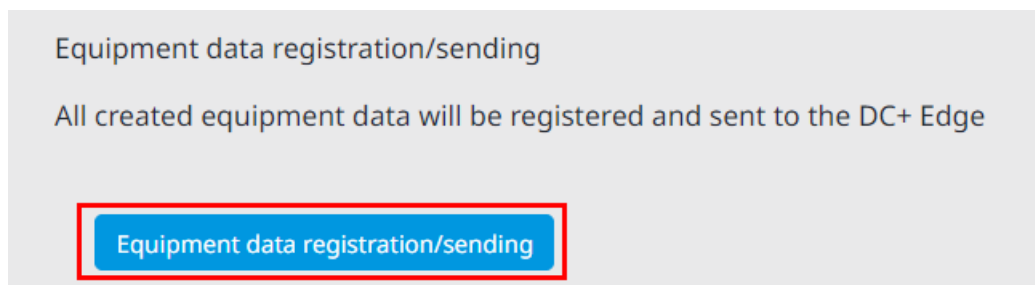 Equipment data registration/sending
All created equipment data will be registered and sent to the DC+ Edge
Equipment data registration/sending